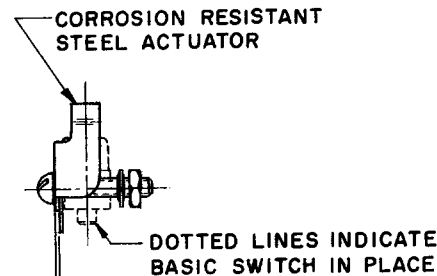 CORROSION RESISTANT
STEEL ACTUATOR
DOTTED LINES INDICATE
BASIC SWITCH IN PLACE